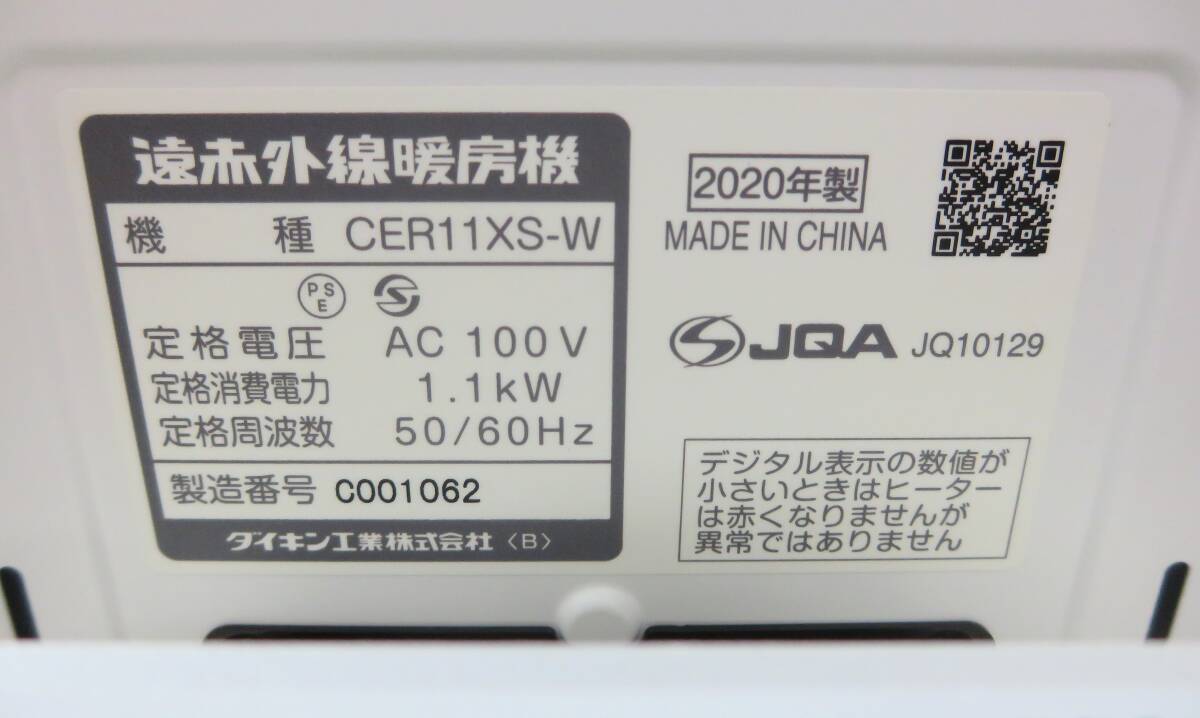 遠赤外線暖房機
機種 CER11XS-W
PSE
定格電圧 AC 100V
定格消費電力 1.1kW
定格周波数 50/60Hz
製造番号 C001062
ダイキン工業株式会社〈B〉
2020年製
MADE IN CHINA
JQA JQ10129
デジタル表示の数値が
小さいときはヒーター
は赤くなりませんが
異常ではありません